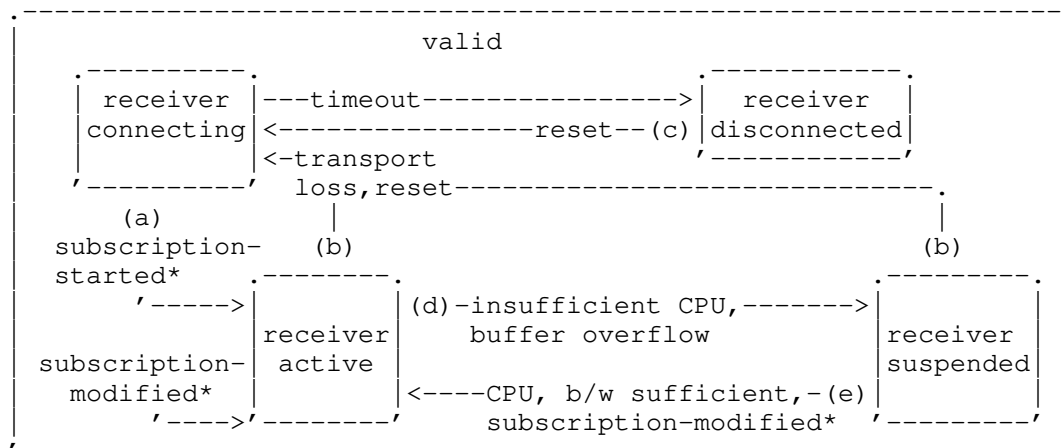 valid
receiver ---timeout----------------> receiver
connecting <----------------reset--(c) disconnected
<-transport
loss,reset------------------------------.
(a)
subscription- (b) (b)
started*
'-----> (d)-insufficient CPU,------->
receiver buffer overflow receiver
subscription- active suspended
modified* <----CPU, b/w sufficient,-(e)
'----> subscription-modified*